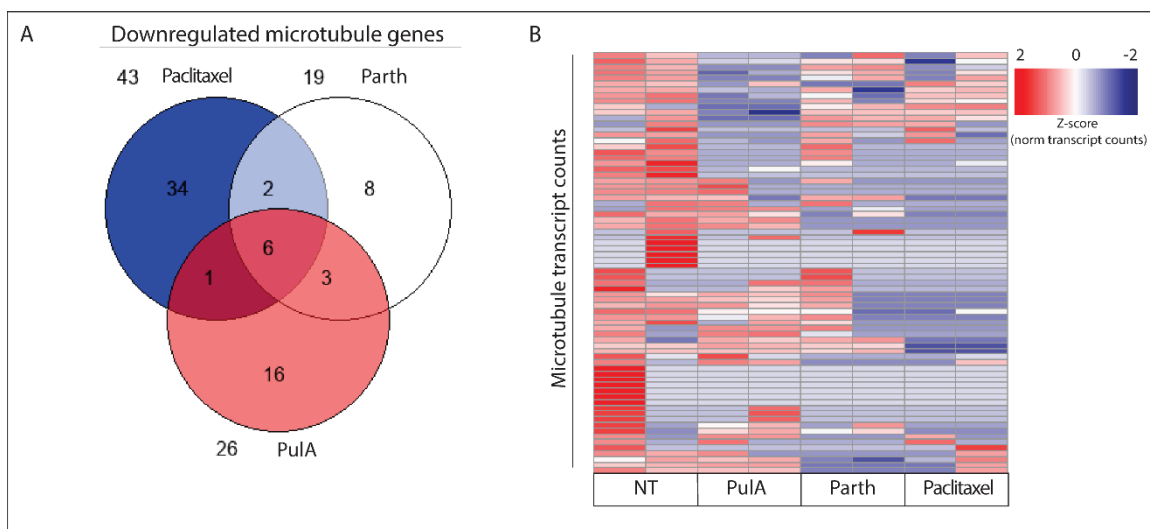 A
Downregulated microtubule genes
43
19
Paclitaxel
Parth
34
2
8
6
1
3
16
26
PulA
B
Microtubule transcript counts
2 0 -2
Z-score
(norm transcript counts)
NT PulA Parth Paclitaxel